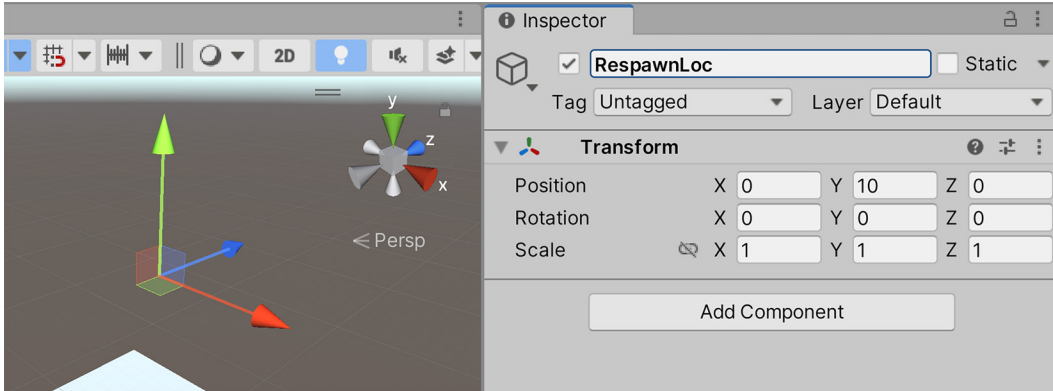 Inspector
2D
RespawnLoc
Static
Tag Untagged Layer Default
y
z
x
Persp
Transform
Position X 0 Y 10 Z 0
Rotation X 0 Y 0 Z 0
Scale X 1 Y 1 Z 1
Add Component